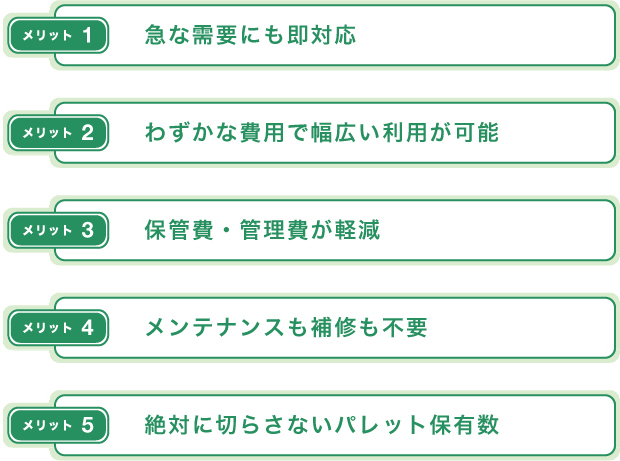 メリット 1 急な需要にも即対応
メリット 2 わずかな費用で幅広い利用が可能
メリット 3 保管費・管理費が軽減
メリット 4 メンテナンスも補修も不要
メリット 5 絶対に切らさないパレット保有数